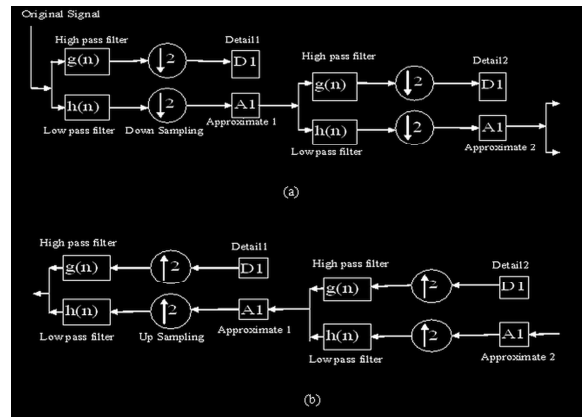 Original Signal
High pass filter
g(n)
2
Detail1
D1
h(n)
2
A1
Low pass filter
Down Sampling
Approximate 1
High pass filter
g(n)
2
Detail2
D1
h(n)
2
A1
Low pass filter
Approximate 2
(a)
High pass filter
g(n)
2
Detail1
D1
h(n)
2
A1
Low pass filter
Up Sampling
Approximate 1
High pass filter
g(n)
2
Detail2
D1
h(n)
2
A1
Low pass filter
Approximate 2
(b)